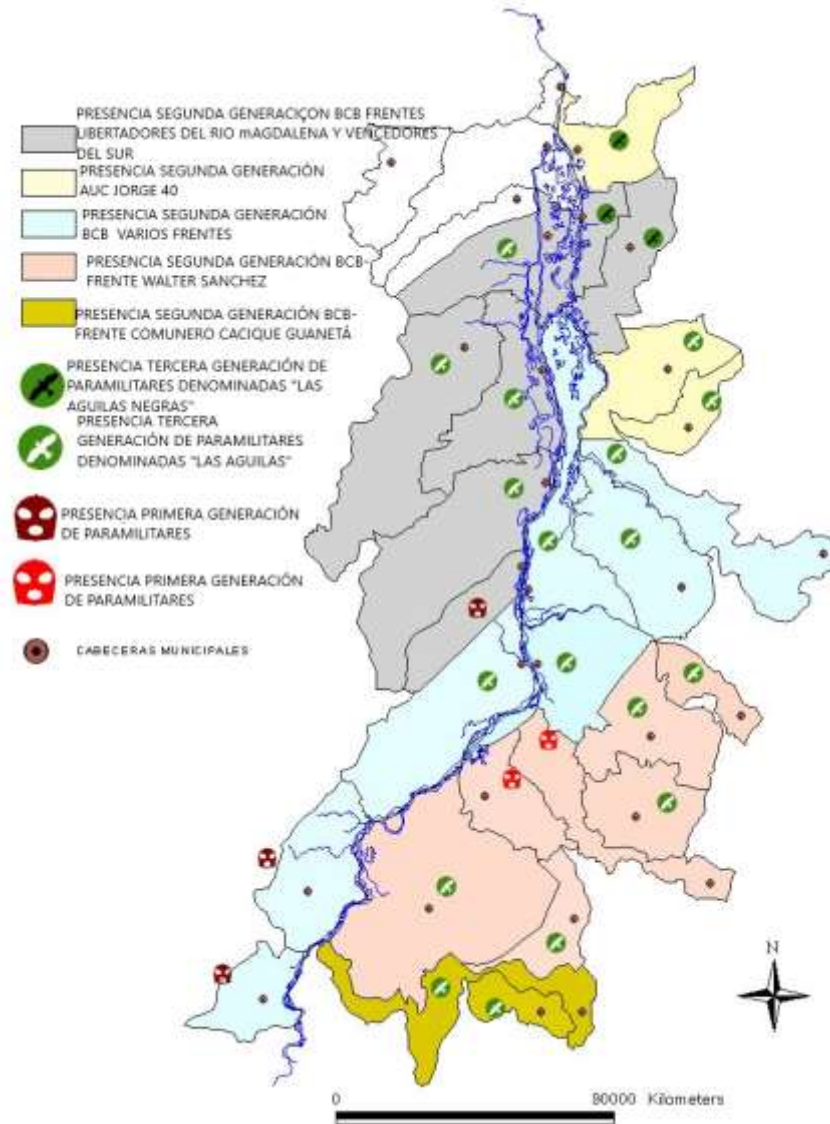 PRESENCIA SEGUNDA GENERACIÇON BCB FRENTES
LIBERTADORES DEL RIO mAGDALENA Y VENCEDORES
DEL SUR
PRESENCIA SEGUNDA GENERACIÓN
AUC JORGE 40
PRESENCIA SEGUNDA GENERACIÓN
BCB VARIOS FRENTES
PRESENCIA SEGUNDA GENERACIÓN BCB-
FRENTE WALTER SANCHEZ
PRESENCIA SEGUNDA GENERACIÓN BCB-
FRENTE COMUNERO CACIQUE GUANETÁ
PRESENCIA TERCERA GENERACIÓN DE
PARAMILITARES DENOMINADAS "LAS
AGUILAS NEGRAS"
PRESENCIA TERCERA
GENERACIÓN DE PARAMILITARES
DENOMINADAS "LAS AGUILAS"
PRESENCIA PRIMERA GENERACIÓN
DE PARAMILITARES
PRESENCIA PRIMERA GENERACIÓN
DE PARAMILITARES
CABECERAS MUNICIPALES
N
0 90000 Kilometers